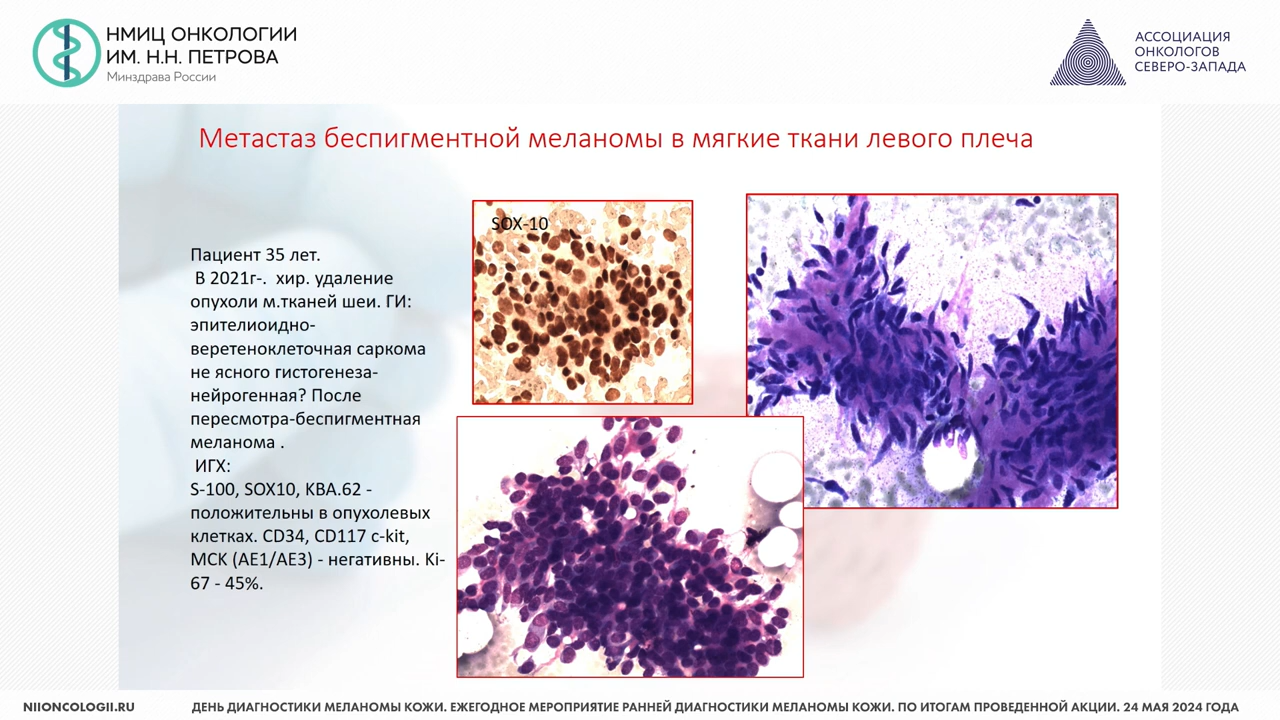 НМИЦ ОНКОЛОГИИ
ИМ. Н.Н. ПЕТРОВА
Минздрава России
АССОЦИАЦИЯ
ОНКОЛОГОВ
СЕВЕРО-ЗАПАДА
Метастаз беспигментной меланомы в мягкие ткани левого плеча
SOX-10
Пациент 35 лет.
В 2021г-. хир. удаление
опухоли м.тканей шеи. ГИ:
эпителиоидно-
веретеноклеточная саркома
не ясного гистогенеза-
нейрогенная? После
пересмотра-беспигментная
меланома .
ИГХ:
S-100, SOX10, KBA.62 -
положительны в опухолевых
клетках. CD34, CD117 c-kit,
МСК (АЕ1/АЕ3) - негативны. Ki-
67 - 45%.
NIIONCOLOGII.RU
ДЕНЬ ДИАГНОСТИКИ МЕЛАНОМЫ КОЖИ. ЕЖЕГОДНОЕ МЕРОПРИЯТИЕ РАННЕЙ ДИАГНОСТИКИ МЕЛАНОМЫ КОЖИ. ПО ИТОГАМ ПРОВЕДЕННОЙ АКЦИИ. 24 МАЯ 2024 ГОДА